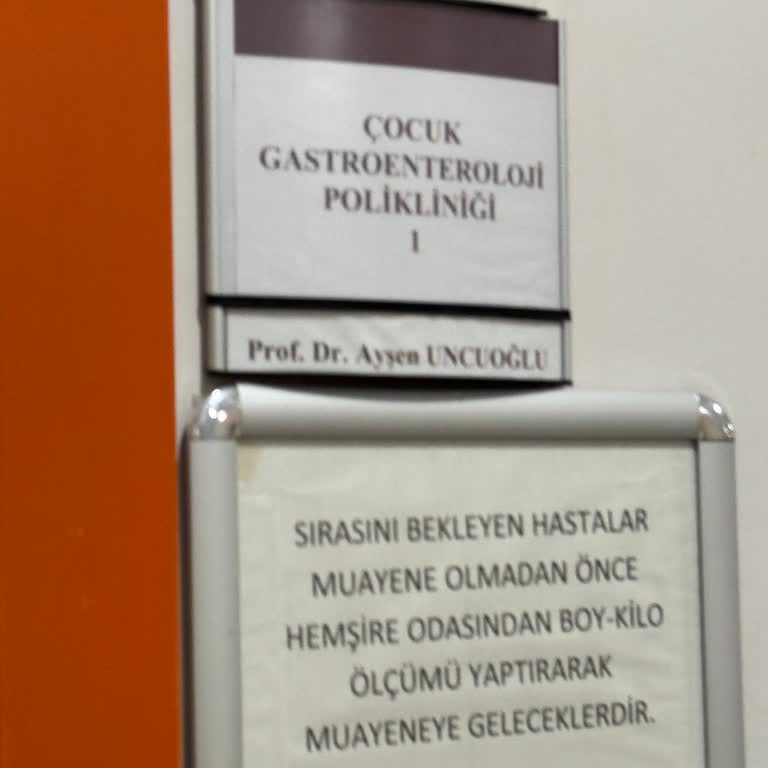 ÇOCUK
GASTROENTEROLOJİ
POLİKLİNİĞİ
1
Prof. Dr. Ayşen UNCUOĞLU
SIRASINI BEKLEYEN HASTALAR
MUAYENE OLMADAN ÖNCE
HEMŞİRE ODASINDAN BOY-KİLO
ÖLÇÜMÜ YAPTIRARAK
MUAYENEYE GELECEKLERDİR.